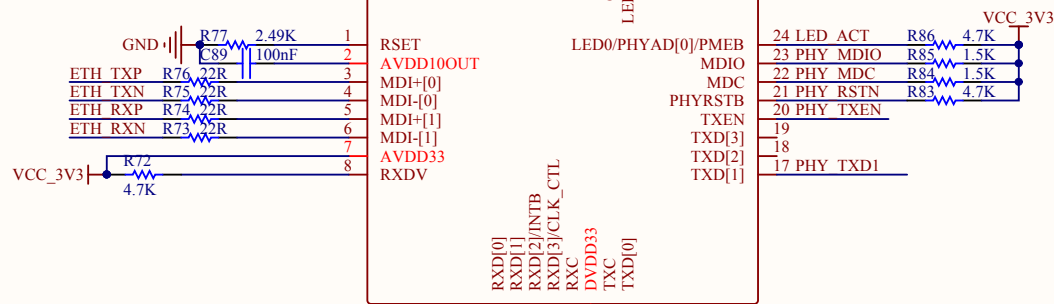 LED
VCC_3V3
GND
R77 2.49K
C89 100nF
1 RSET
2 AVDD10OUT
ETH_TXP R76 22R 3 MDI+[0]
ETH_TXN R75 22R 4 MDI-[0]
ETH_RXP R74 22R 5 MDI+[1]
ETH_RXN R73 22R 6 MDI-[1]
7 AVDD33
VCC_3V3 R72 4.7K 8 RXDV
LED0/PHYAD[0]/PMEB 24 LED_ACT R86 4.7K
MDIO 23 PHY_MDIO R85 1.5K
MDC 22 PHY_MDC R84 1.5K
PHYRSTB 21 PHY_RSTN R83 4.7K
TXEN 20 PHY_TXEN
TXD[3] 19
TXD[2] 18
TXD[1] 17 PHY_TXD1
RXD[0]
RXD[1]
RXD[2]/INTB
RXD[3]/CLK_CTL
RXC
DVDD33
TXC
TXD[0]